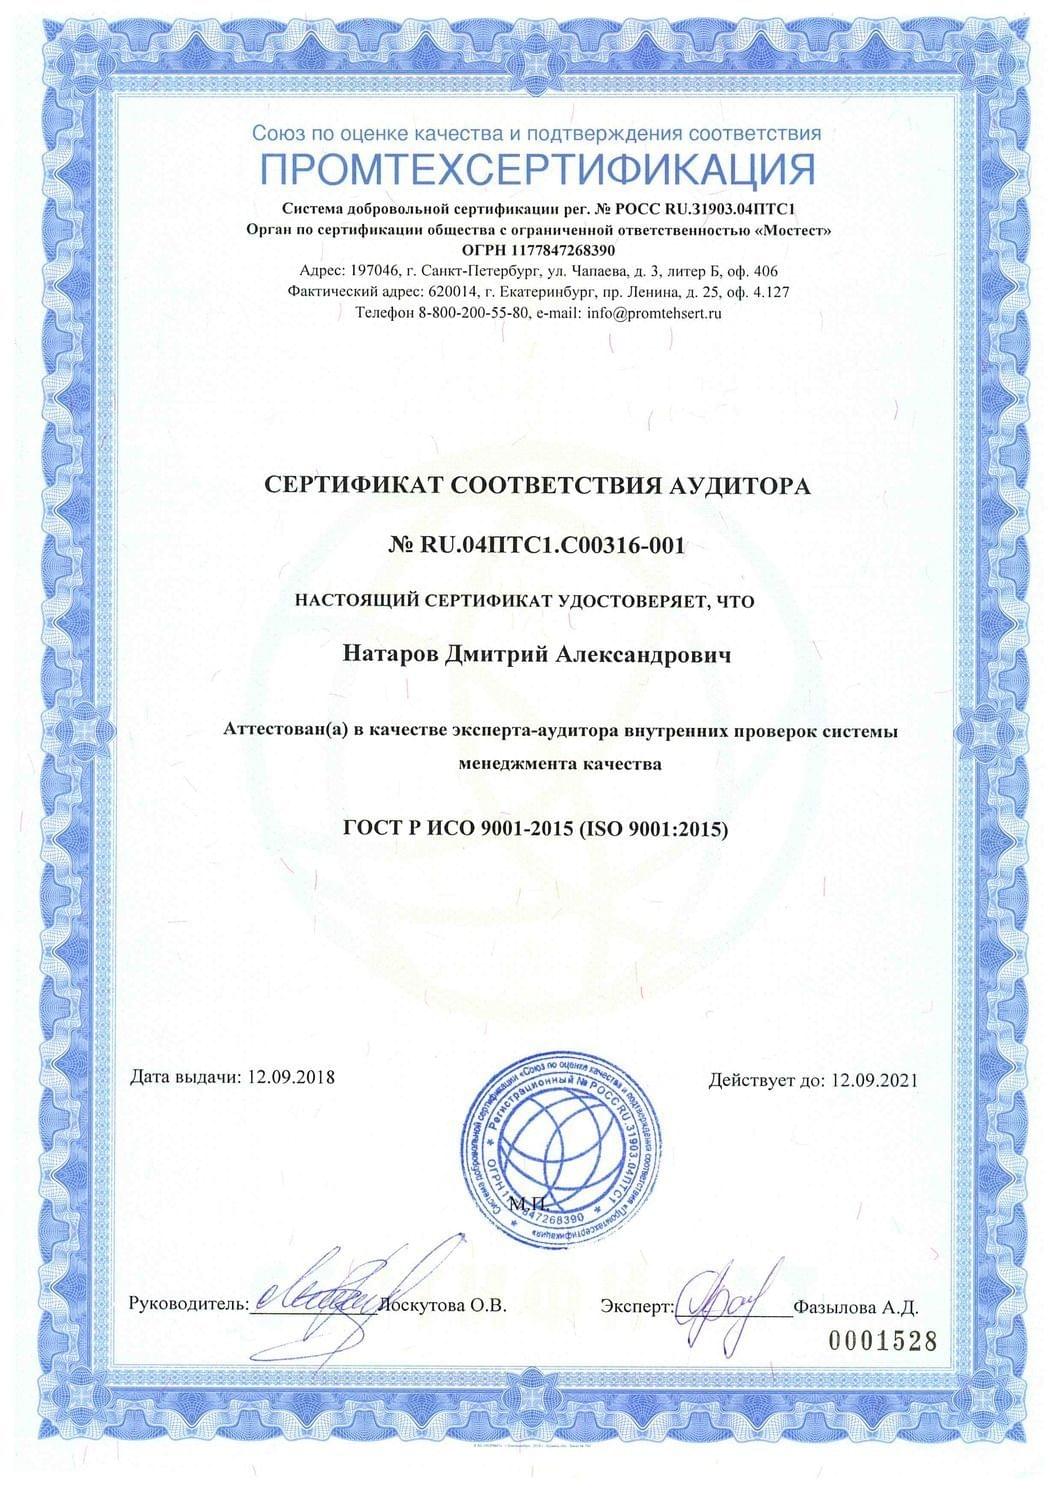 Союз по оценке качества и подтверждения соответствия
ПРОМТЕХСЕРТИФИКАЦИЯ
Система добровольной сертификации рег. № РОСС RU.31903.04ПТС1
Орган по сертификации общества с ограниченной ответственностью «Мостест»
ОГРН 1177847268390
Адрес: 197046, г. Санкт-Петербург, ул. Чапаева, д. 3, литер Б, оф. 406
Фактический адрес: 620014, г. Екатеринбург, пр. Ленина, д. 25, оф. 4.127
Телефон 8-800-200-55-80, e-mail: info@promtehsert.ru
СЕРТИФИКАТ СООТВЕТСТВИЯ АУДИТОРА
№ RU.04ПТС1.С00316-001
НАСТОЯЩИЙ СЕРТИФИКАТ УДОСТОВЕРЯЕТ, ЧТО
Натаров Дмитрий Александрович
Аттестован(а) в качестве эксперта-аудитора внутренних проверок системы
менеджмента качества
ГОСТ Р ИСО 9001-2015 (ISO 9001:2015)
Дата выдачи: 12.09.2018
Действует до: 12.09.2021
Система добровольной сертификации «Союз по оценке качества и подтверждения соответствия «Промтехсертификация»
Регистрационный № РОСС RU.31903.04ПТС1
ОГРН 1177847268390
М.П.
Руководитель: Лоскутова О.В.
Эксперт: Фазылова А.Д.
0001528